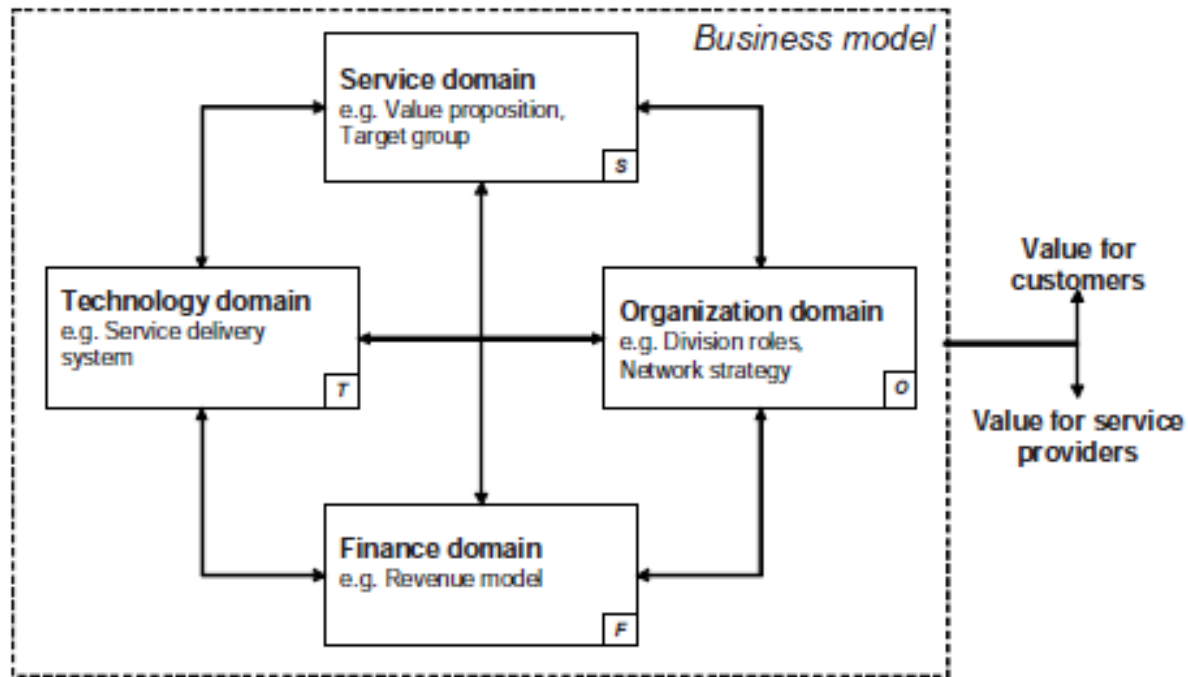 Business model
Service domain
e.g. Value proposition,
Target group
S
Technology domain
e.g. Service delivery
system
T
Organization domain
e.g. Division roles,
Network strategy
O
Value for
customers
Value for service
providers
Finance domain
e.g. Revenue model
F